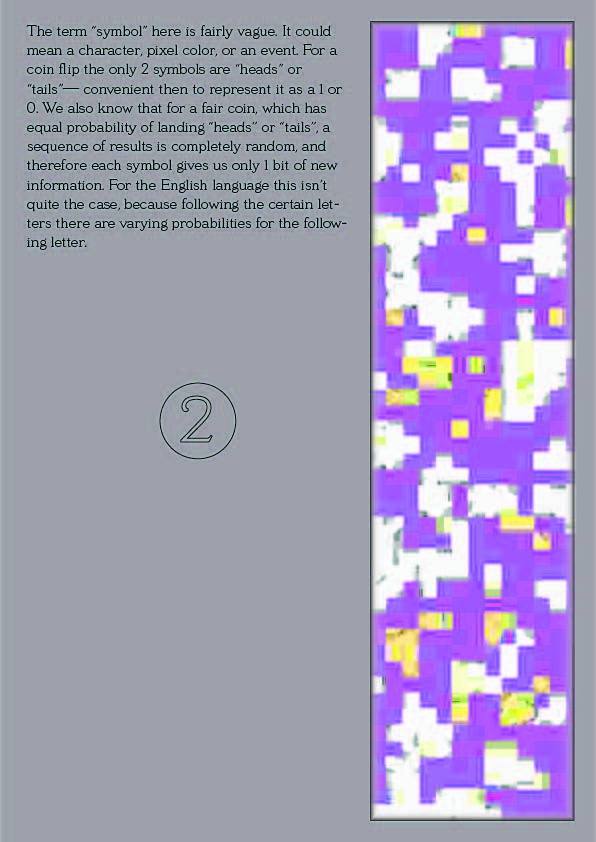 The term “symbol” here is fairly vague. It could
mean a character, pixel color, or an event. For a
coin flip the only 2 symbols are “heads” or
“tails”— convenient then to represent it as a 1 or
0. We also know that for a fair coin, which has
equal probability of landing “heads” or “tails”, a
sequence of results is completely random, and
therefore each symbol gives us only 1 bit of new
information. For the English language this isn’t
quite the case, because following the certain let-
ters there are varying probabilities for the follow-
ing letter.
2